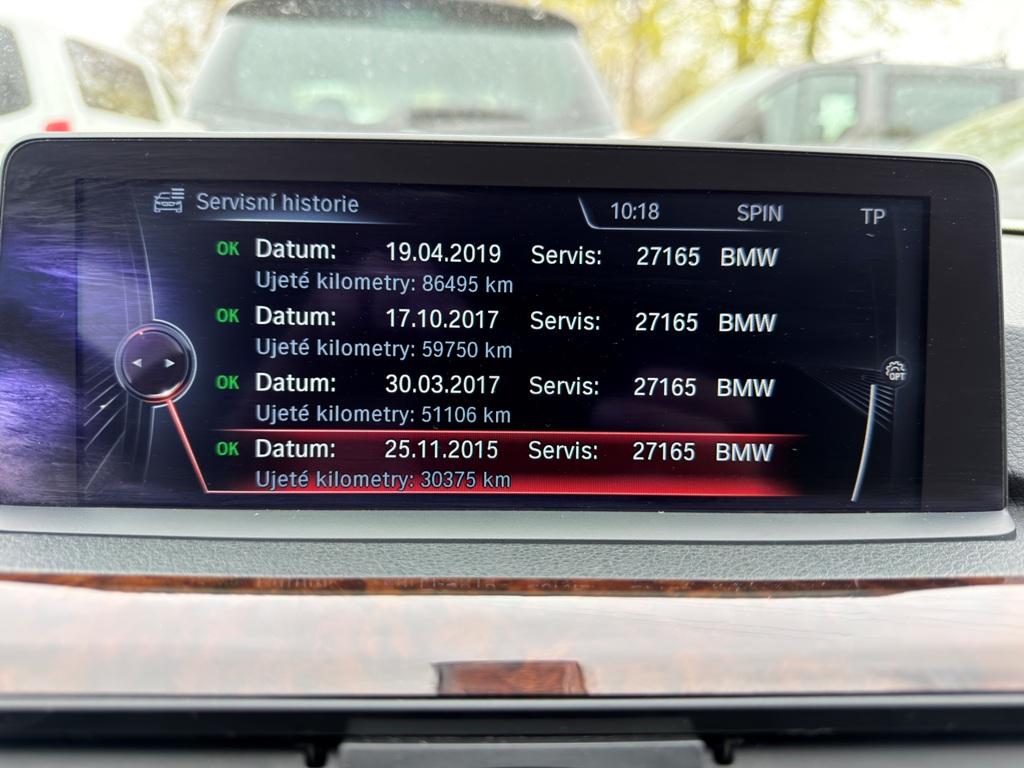 Servisní historie 10:18 SPIN TP
OK Datum: 19.04.2019 Servis: 27165 BMW
Ujeté kilometry: 86495 km
OK Datum: 17.10.2017 Servis: 27165 BMW
Ujeté kilometry: 59750 km
OK Datum: 30.03.2017 Servis: 27165 BMW
Ujeté kilometry: 51106 km
OPT
OK Datum: 25.11.2015 Servis: 27165 BMW
Ujeté kilometry: 30375 km